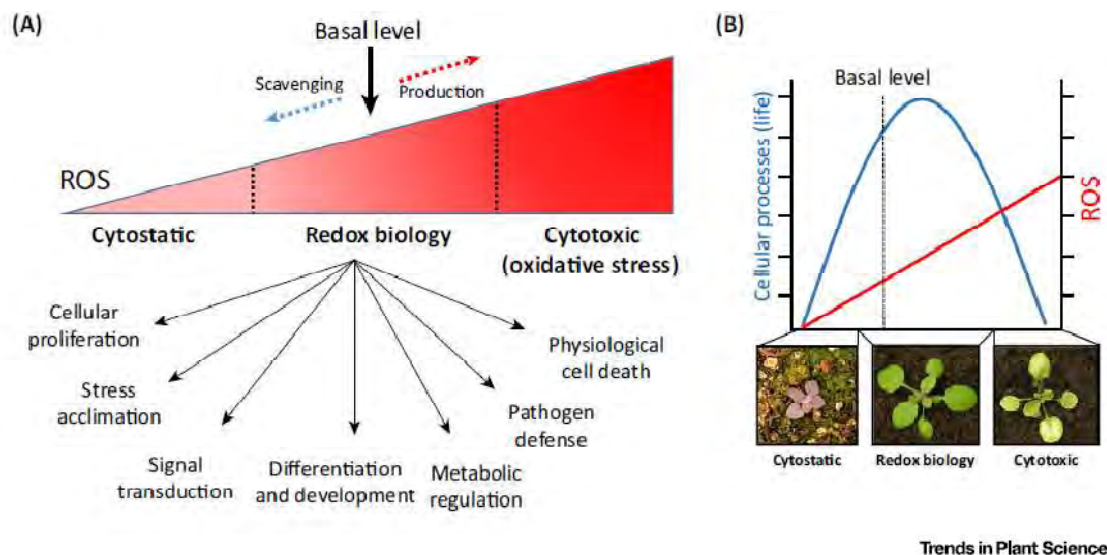 (A)
Basal level
Scavenging
Production
ROS
Cytostatic
Redox biology
Cytotoxic
(oxidative stress)
Cellular
proliferation
Stress
acclimation
Signal
transduction
Differentiation
and development
Metabolic
regulation
Pathogen
defense
Physiological
cell death
(B)
Basal level
Cellular processes (life)
ROS
Cytostatic
Redox biology
Cytotoxic
Trends in Plant Science